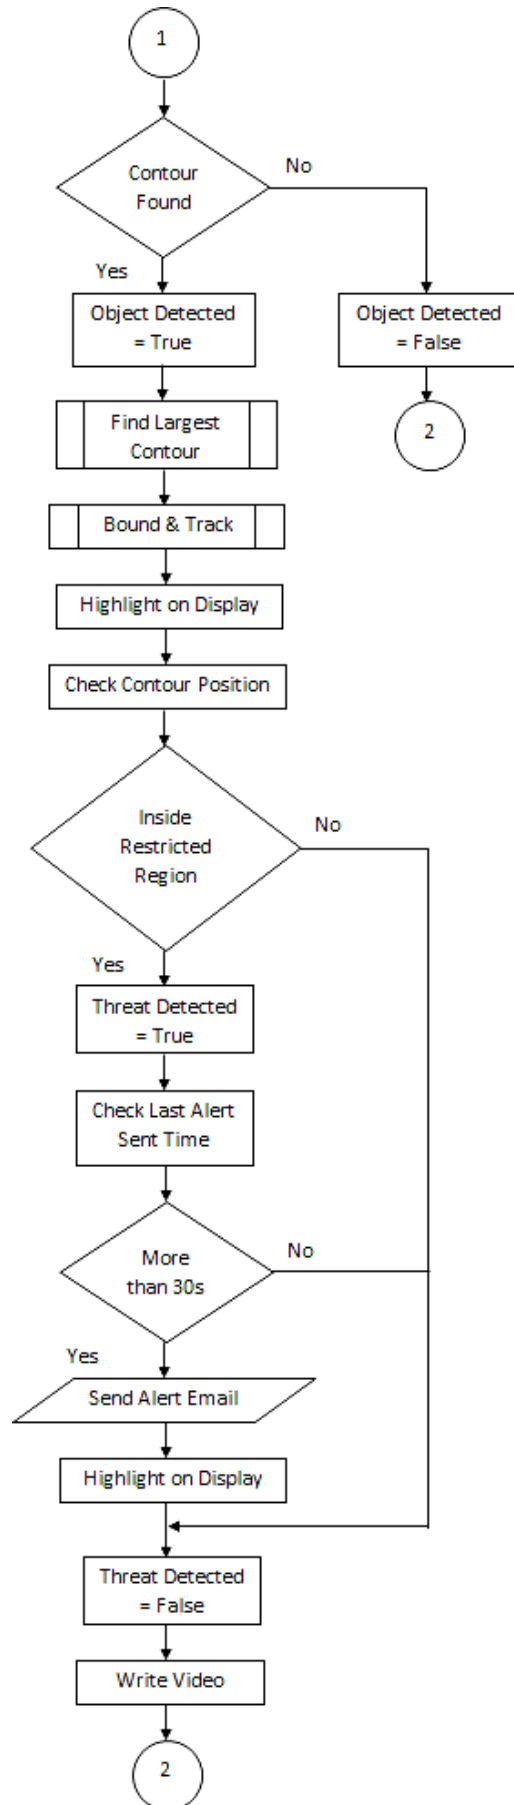 1
Contour
Found
No
Yes
Object Detected
= True
Object Detected
= False
2
Find Largest
Contour
Bound & Track
Highlight on Display
Check Contour Position
Inside
Restricted
Region
No
Yes
Threat Detected
= True
Check Last Alert
Sent Time
More
than 30s
No
Yes
Send Alert Email
Highlight on Display
Threat Detected
= False
Write Video
2